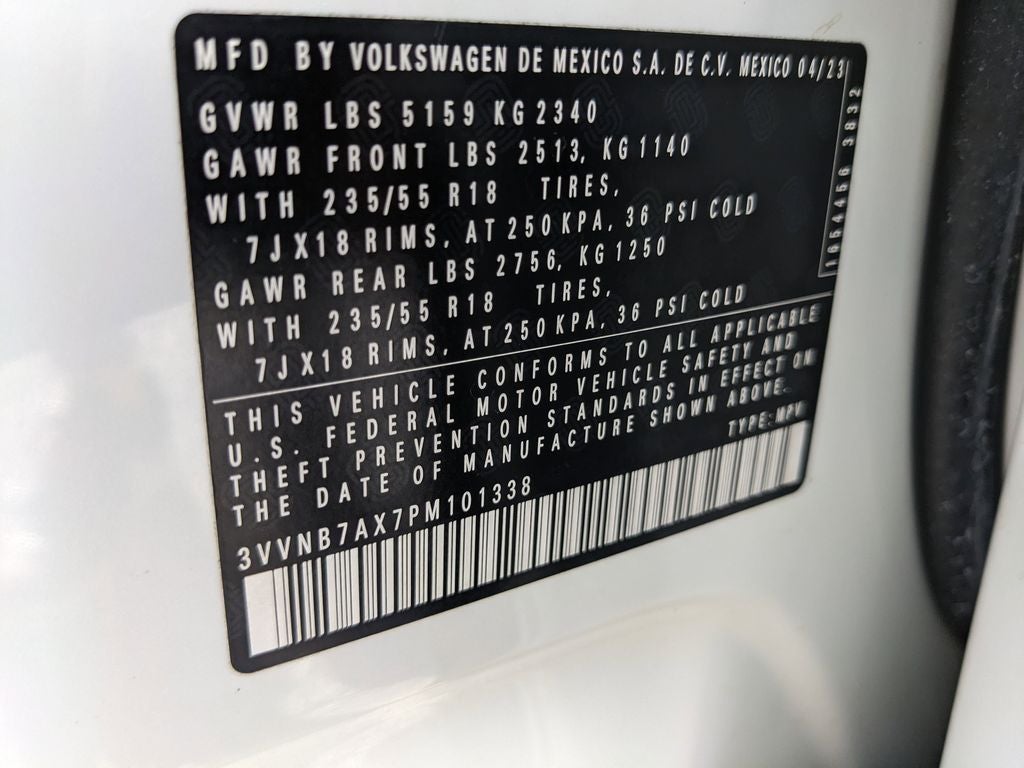 MFD BY VOLKSWAGEN DE MEXICO S.A. DE C.V. MEXICO 04/23
GVWR LBS 5159 KG 2340
GAWR FRONT LBS 2513, KG 1140
WITH 235/55 R18 TIRES,
7JX18 RIMS, AT 250 KPA, 36 PSI COLD
GAWR REAR LBS 2756, KG 1250
WITH 235/55 R18 TIRES,
7JX18 RIMS, AT 250 KPA, 36 PSI COLD
THIS VEHICLE CONFORMS TO ALL APPLICABLE
U.S. FEDERAL MOTOR VEHICLE SAFETY AND
THEFT PREVENTION STANDARDS IN EFFECT ON
THE DATE OF MANUFACTURE SHOWN ABOVE.
TYPE: MPV
3VVNB7AX7PM101338
1654456 3832